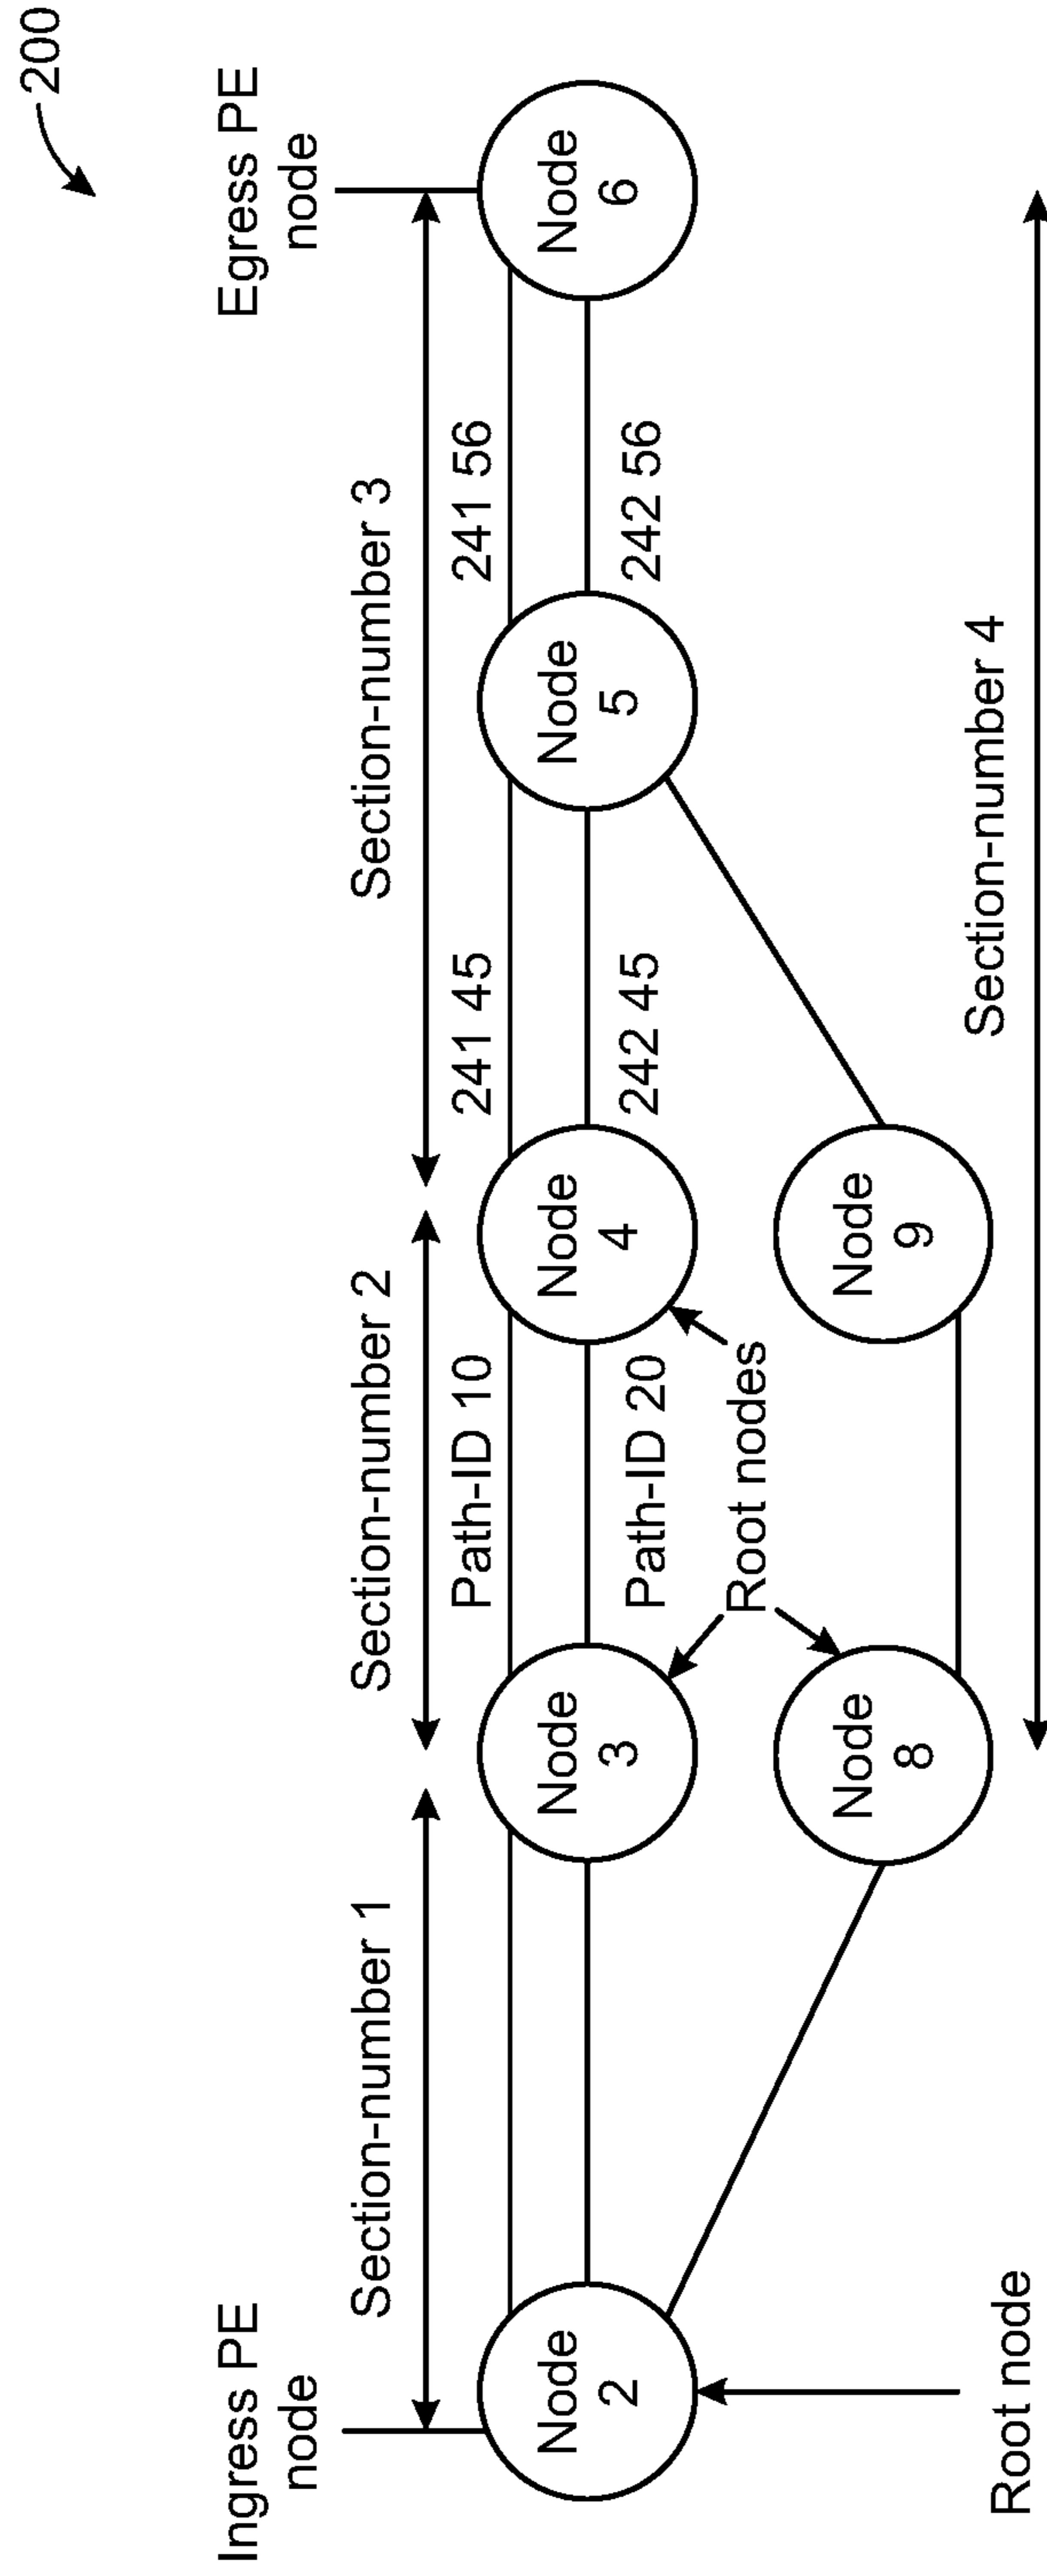 200
Ingress PE
node
Egress PE
node
Section-number 1
Section-number 2
Section-number 3
Path-ID 10
241 45
241 56
Node
2
Node
3
Node
4
Node
5
Node
6
Path-ID 20
242 45
242 56
Root nodes
Node
8
Node
9
Root node
Section-number 4